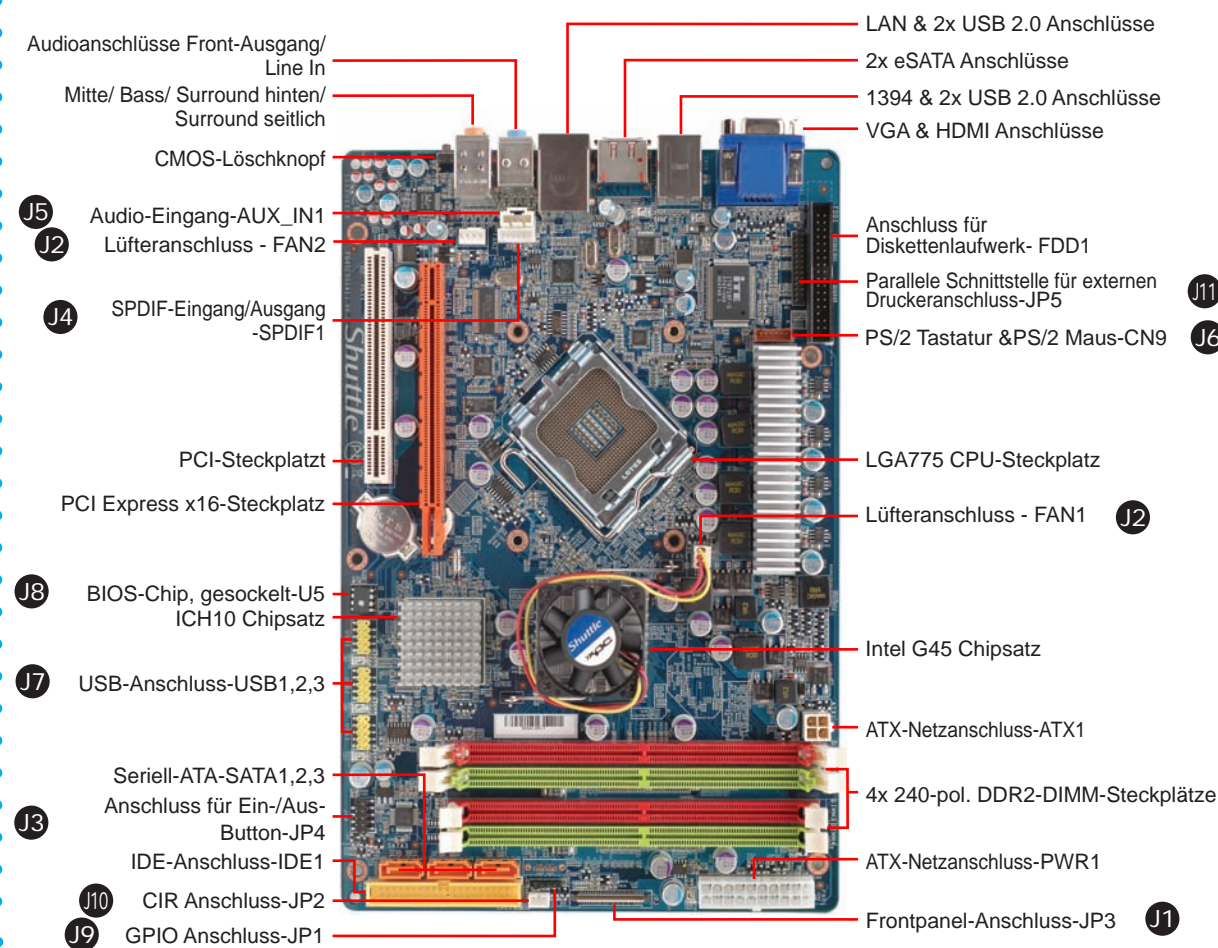 Audioanschlüsse Front-Ausgang/
Line In
Mitte/ Bass/ Surround hinten/
Surround seitlich
CMOS-Löschknopf
J5 Audio-Eingang-AUX_IN1
J2 Lüfteranschluss - FAN2
J4 SPDIF-Eingang/Ausgang
-SPDIF1
PCI-Steckplatzt
PCI Express x16-Steckplatz
J8 BIOS-Chip, gesockelt-U5
ICH10 Chipsatz
J7 USB-Anschluss-USB1,2,3
Seriell-ATA-SATA1,2,3
J3 Anschluss für Ein-/Aus-
Button-JP4
IDE-Anschluss-IDE1
J10 CIR Anschluss-JP2
J9 GPIO Anschluss-JP1
LAN & 2x USB 2.0 Anschlüsse
2x eSATA Anschlüsse
1394 & 2x USB 2.0 Anschlüsse
VGA & HDMI Anschlüsse
Anschluss für
Diskettenlaufwerk- FDD1
Parallele Schnittstelle für externen
Druckeranschluss-JP5 J11
PS/2 Tastatur &PS/2 Maus-CN9 J6
LGA775 CPU-Steckplatz
Lüfteranschluss - FAN1 J2
Intel G45 Chipsatz
ATX-Netzanschluss-ATX1
4x 240-pol. DDR2-DIMM-Steckplätze
ATX-Netzanschluss-PWR1
Frontpanel-Anschluss-JP3 J1
Shuttle
Shuttle
LOTES